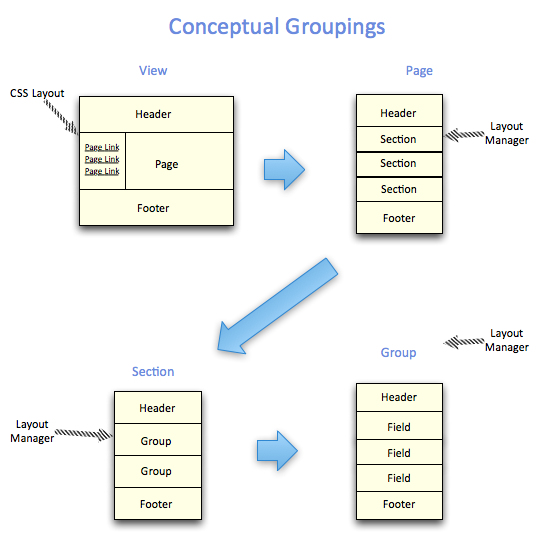 Conceptual Groupings
View
CSS Layout
Header
Page Link
Page Link
Page Link
Page
Footer
Page
Header
Section
Section
Section
Footer
Layout
Manager
Section
Layout
Manager
Header
Group
Group
Footer
Group
Layout
Manager
Header
Field
Field
Field
Footer